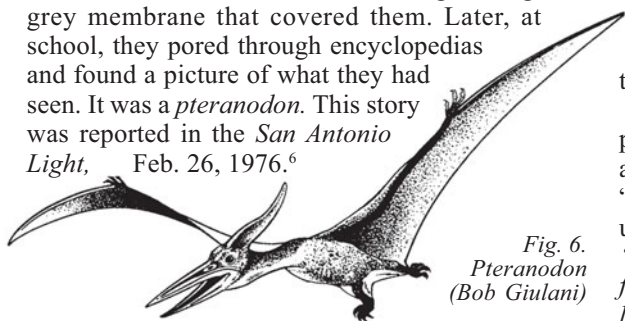 grey membrane that covered them. Later, at
school, they pored through encyclopedias
and found a picture of what they had
seen. It was a pteranodon. This story
was reported in the San Antonio
Light, Feb. 26, 1976.⁶
Fig. 6.
Pteranodon
(Bob Giulani)